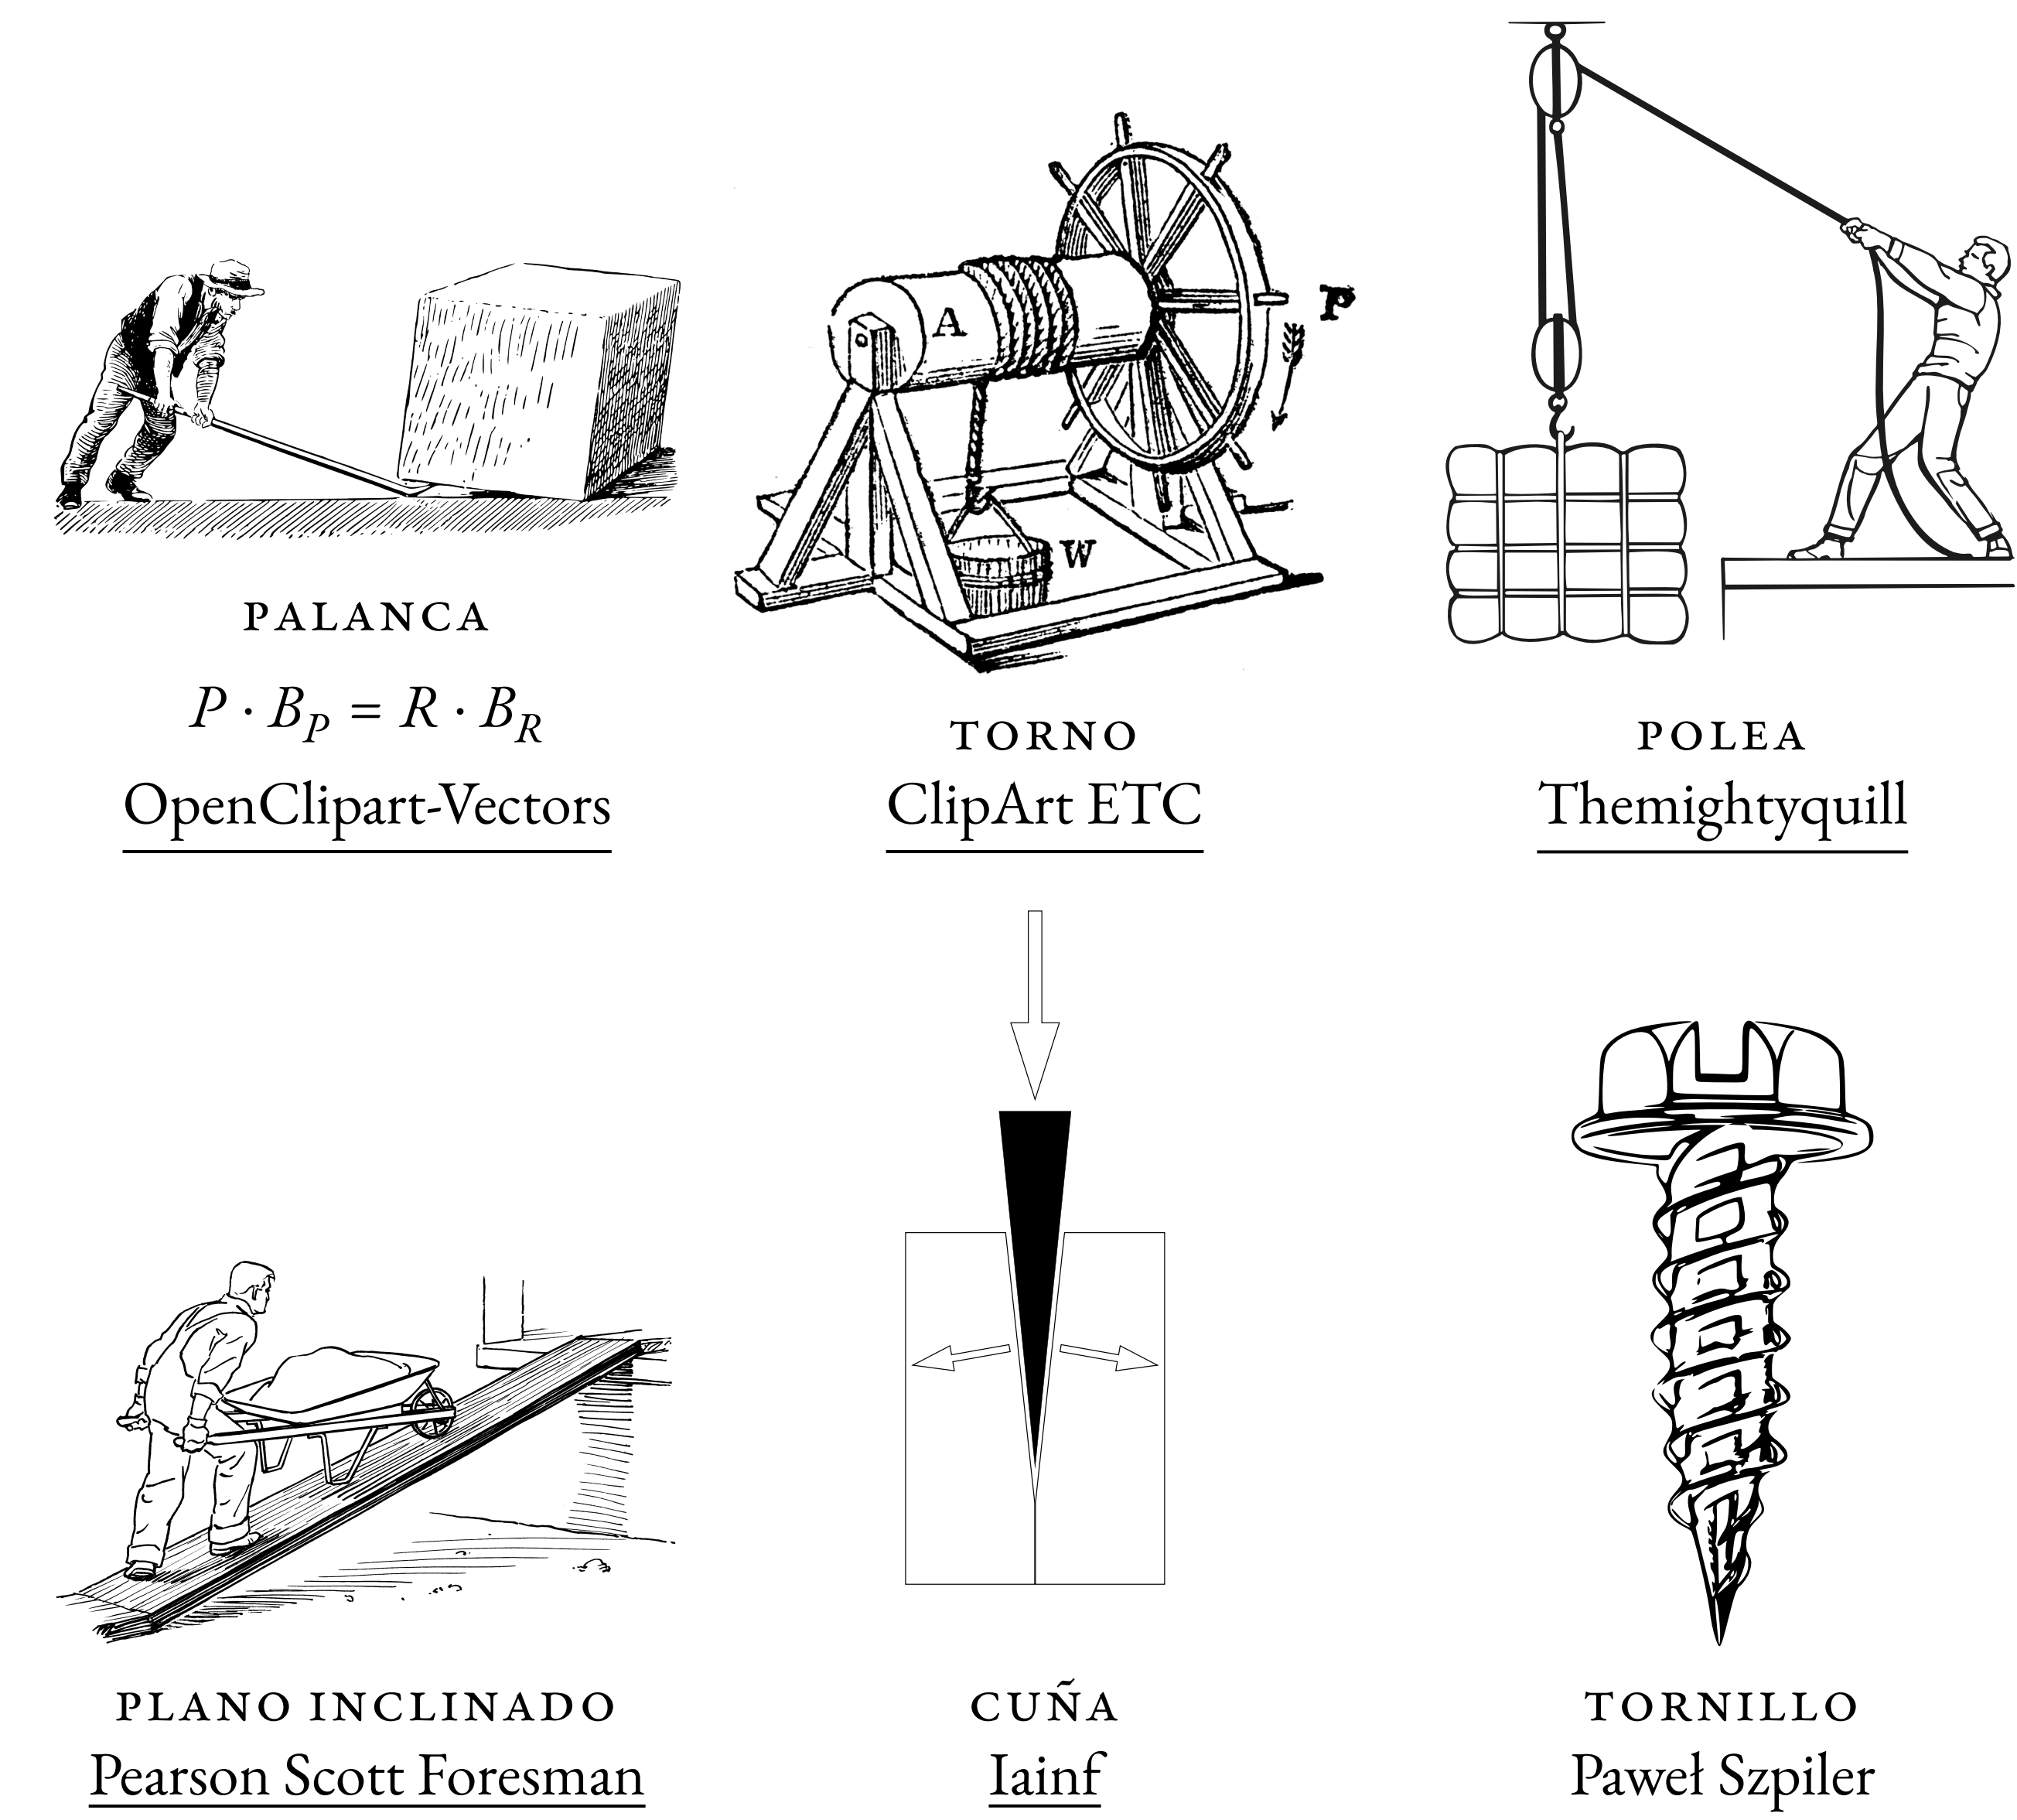 A
P
W
PALANCA
P · B_P = R · B_R
OpenClipart-Vectors
TORNO
ClipArt ETC
POLEA
Themightyquill
PLANO INCLINADO
Pearson Scott Foresman
CUÑA
Iainf
TORNILLO
Paweł Szpiler